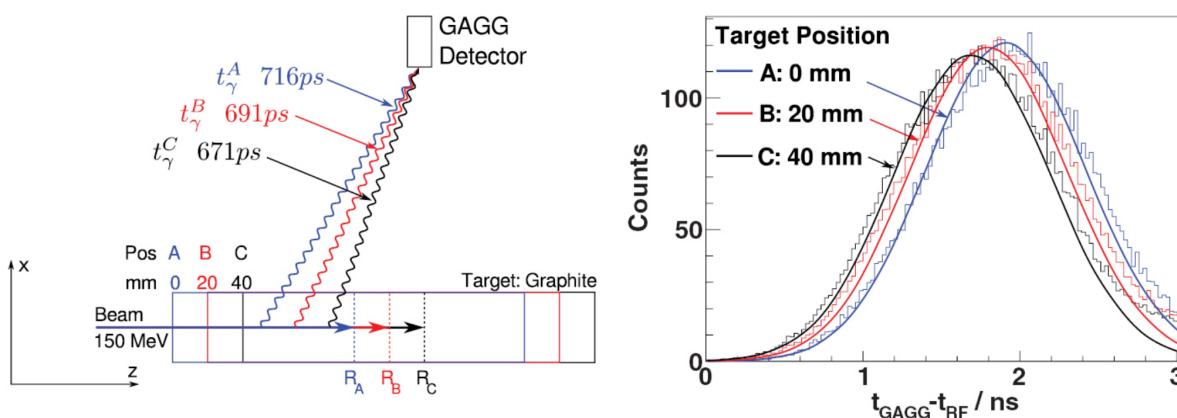 GAGG
Detector
t_γ^A 716ps
t_γ^B 691ps
t_γ^C 671ps
Pos A B C
mm 0 20 40
Target: Graphite
Beam
150 MeV
x
z
R_A R_B R_C
Target Position
A: 0 mm
B: 20 mm
C: 40 mm
Counts
100
50
0
0 1 2 3
t_GAGG-t_RF / ns